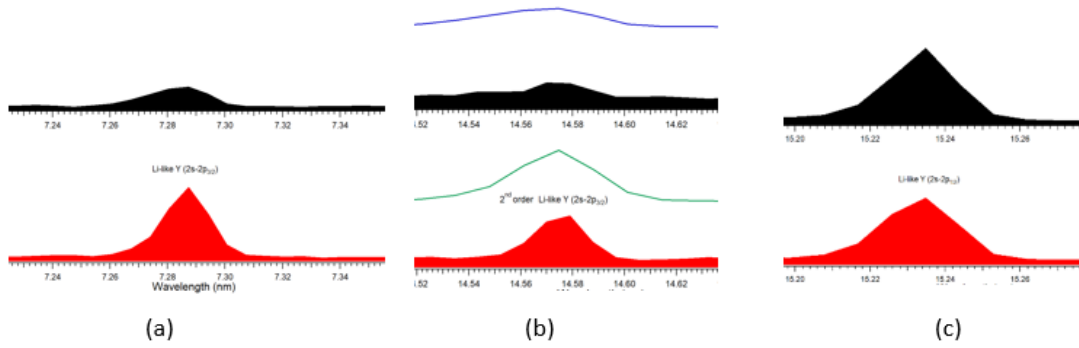 7.24 7.26 7.28 7.30 7.32 7.34
Li-like Y (2s-2p3/2)
7.24 7.26 7.28 7.30 7.32 7.34
Wavelength (nm)
(a)
.52 14.54 14.56 14.58 14.60 14.62
2nd order Li-like Y (2s-2p3/2)
.52 14.54 14.56 14.58 14.60 14.62
(b)
15.20 15.22 15.24 15.26
Li-like Y (2s-2p1/2)
15.20 15.22 15.24 15.26
(c)